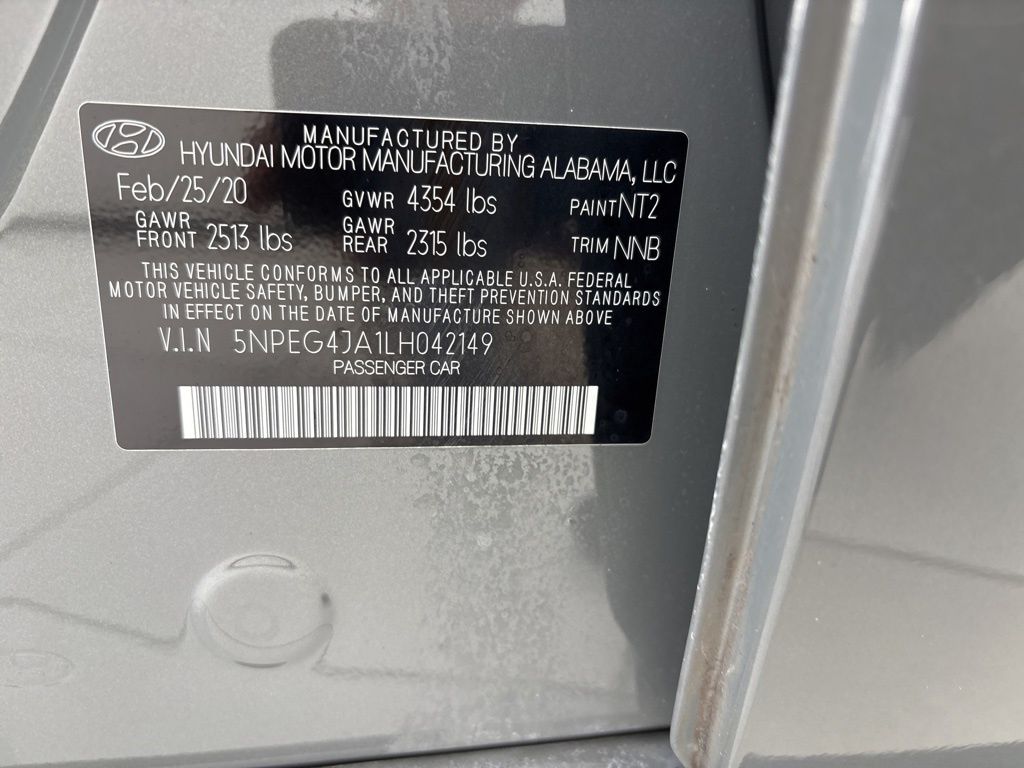 MANUFACTURED BY
HYUNDAI MOTOR MANUFACTURING ALABAMA, LLC
Feb/25/20 GVWR 4354 lbs PAINT NT2
GAWR FRONT 2513 lbs GAWR REAR 2315 lbs TRIM NNB
THIS VEHICLE CONFORMS TO ALL APPLICABLE U.S.A. FEDERAL
MOTOR VEHICLE SAFETY, BUMPER, AND THEFT PREVENTION STANDARDS
IN EFFECT ON THE DATE OF MANUFACTURE SHOWN ABOVE
V.I.N 5NPEG4JA1LH042149
PASSENGER CAR